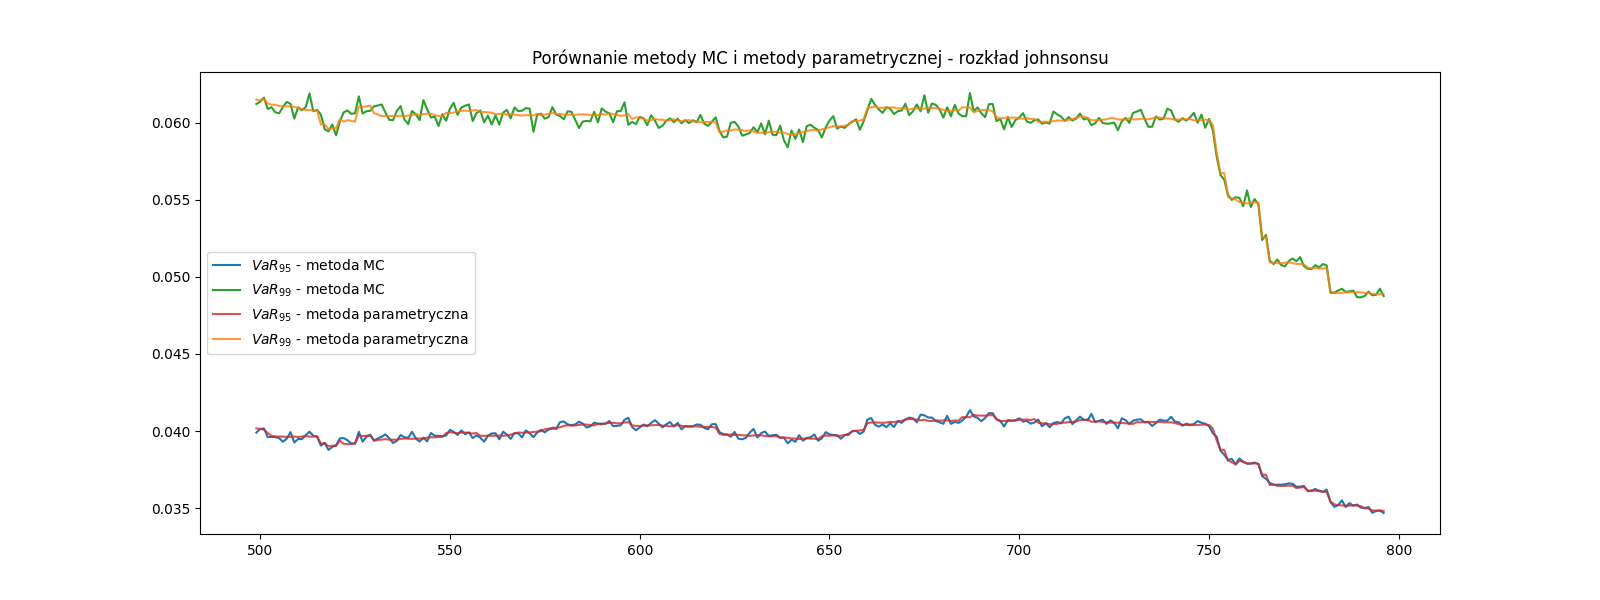 Porównanie metody MC i metody parametrycznej - rozkład johnsonsu
0.060
0.055
0.050
0.045
0.040
0.035
VaR95 - metoda MC
VaR99 - metoda MC
VaR95 - metoda parametryczna
VaR99 - metoda parametryczna
500 550 600 650 700 750 800